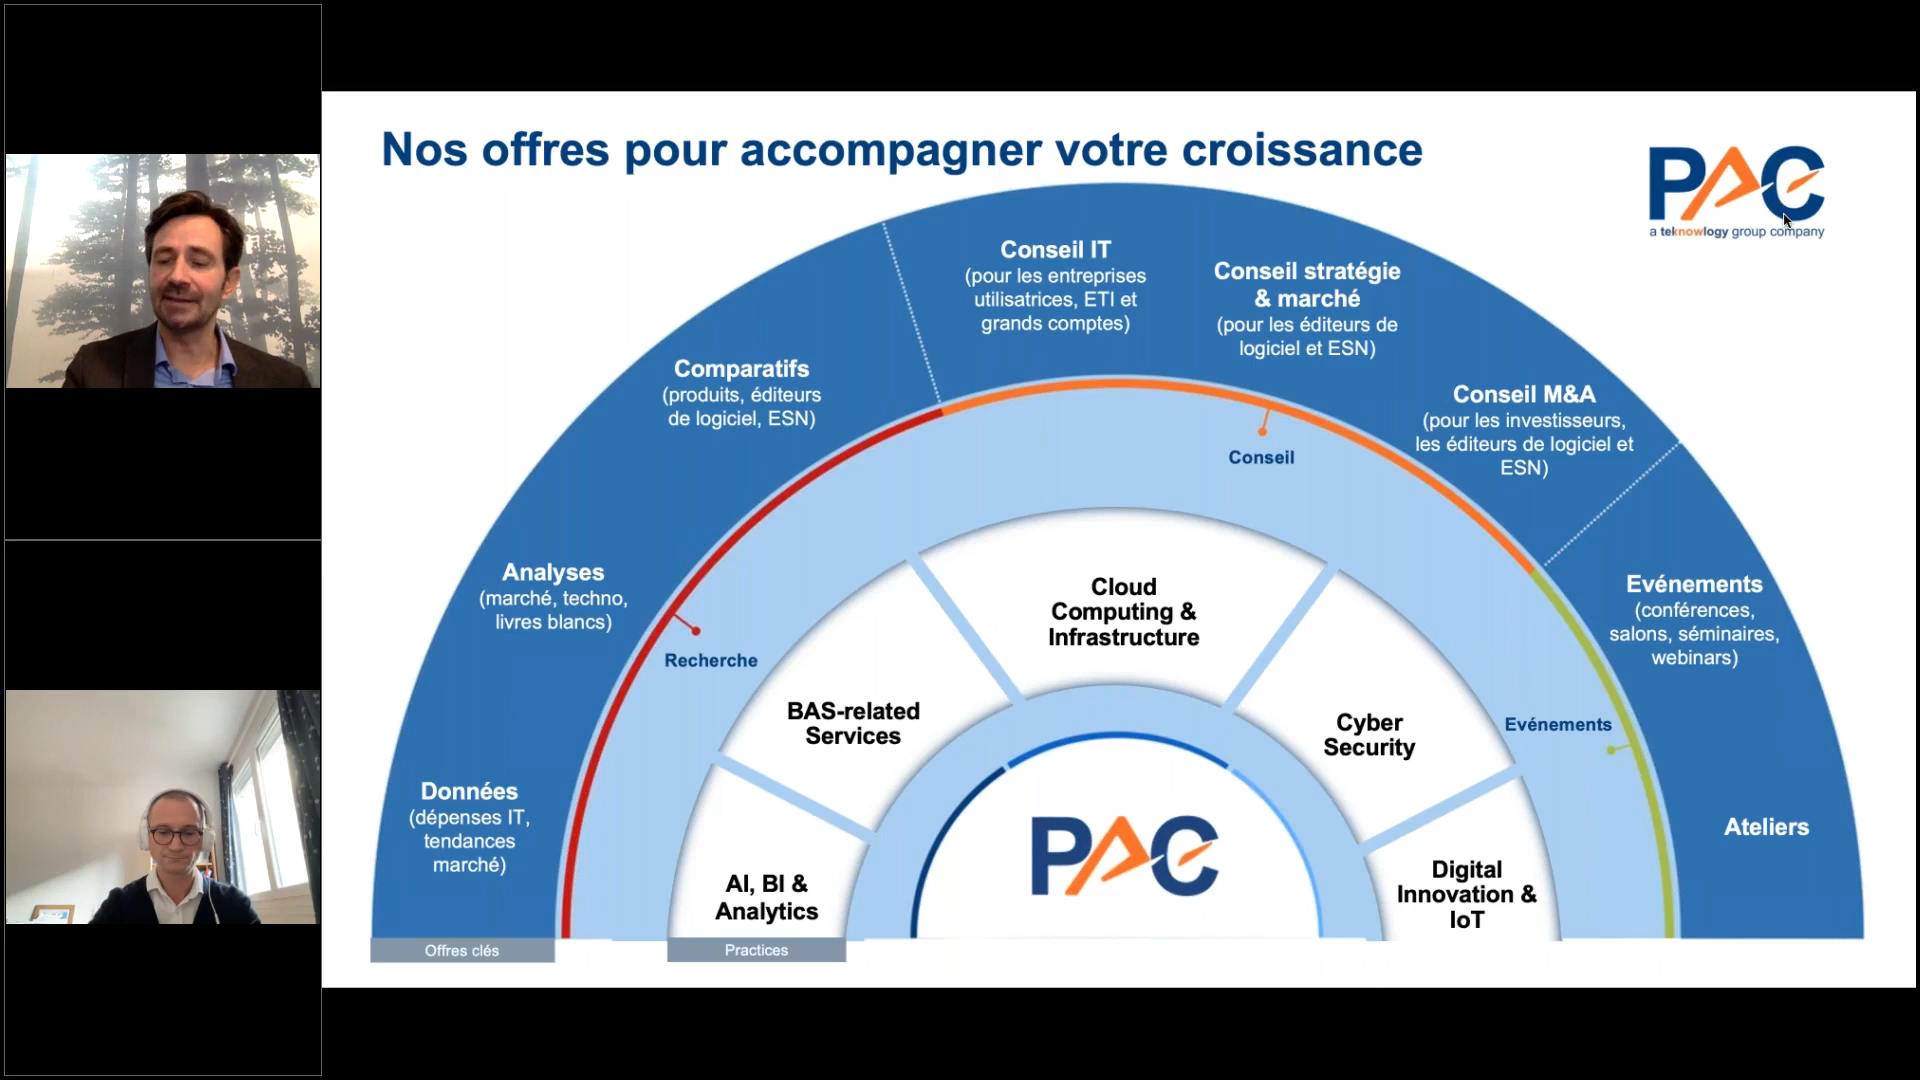 Nos offres pour accompagner votre croissance
PAC
a teknowlogy group company
Conseil IT
(pour les entreprises
utilisatrices, ETI et
grands comptes)
Conseil stratégie
& marché
(pour les éditeurs de
logiciel et ESN)
Comparatifs
(produits, éditeurs
de logiciel, ESN)
Conseil M&A
(pour les investisseurs,
les éditeurs de logiciel et
ESN)
Conseil
Analyses
(marché, techno,
livres blancs)
Evénements
(conférences,
salons, séminaires,
webinars)
Cloud
Computing &
Infrastructure
Recherche
BAS-related
Services
Cyber
Security
Evénements
Données
(dépenses IT,
tendances
marché)
Ateliers
PAC
AI, BI &
Analytics
Digital
Innovation &
IoT
Offres clés
Practices